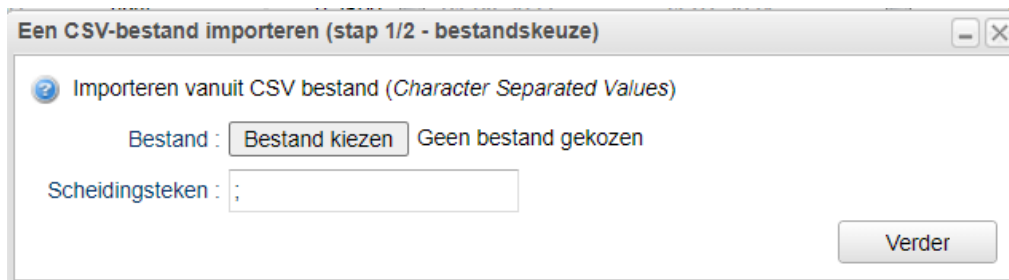 Een CSV-bestand importeren (stap 1/2 - bestandskeuze)
Importeren vanuit CSV bestand (Character Separated Values)
Bestand : Bestand kiezen Geen bestand gekozen
Scheidingsteken : ;
Verder